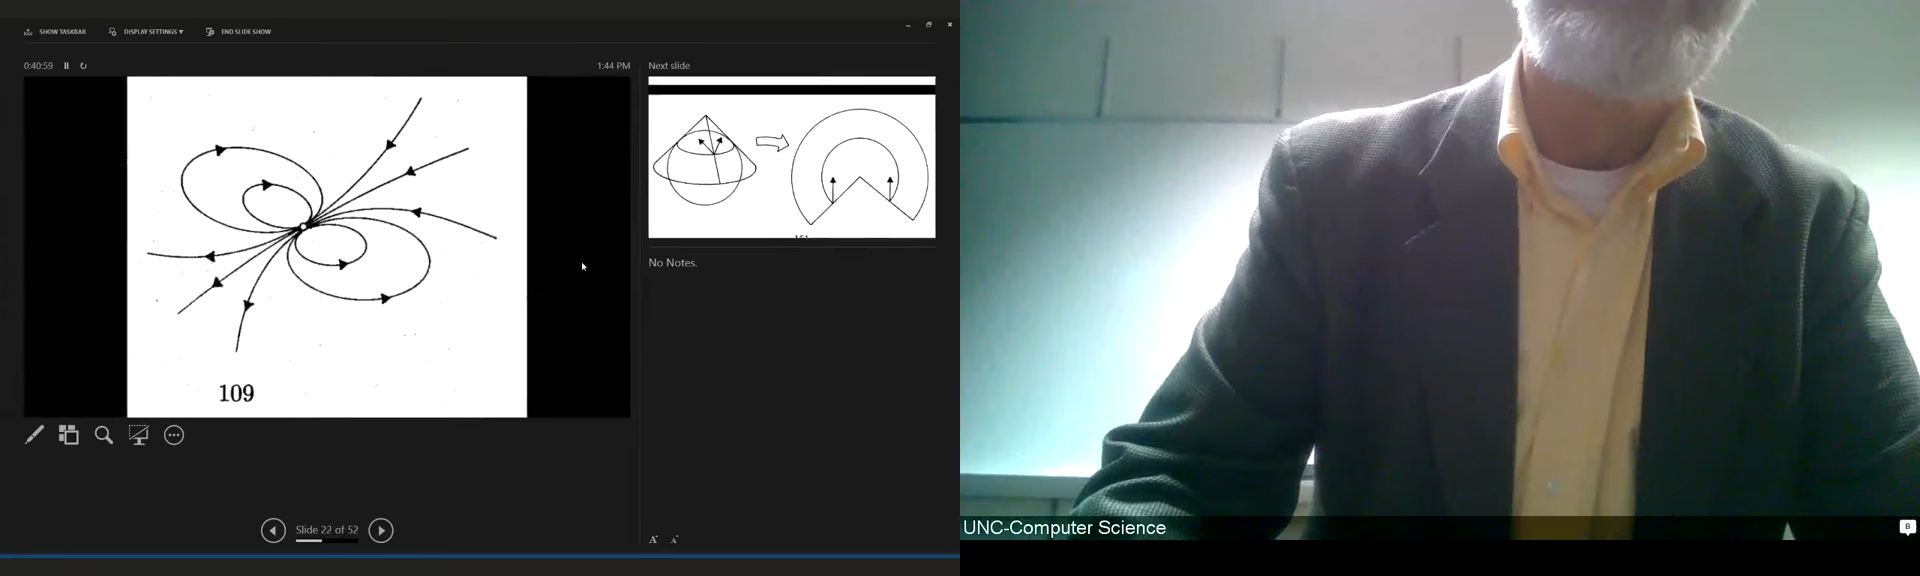 SHOW TASKBAR
DISPLAY SETTINGS ▼
END SLIDE SHOW
0:40:59
1:44 PM
Next slide
109
No Notes.
Slide 22 of 52
A
A
UNC-Computer Science
B